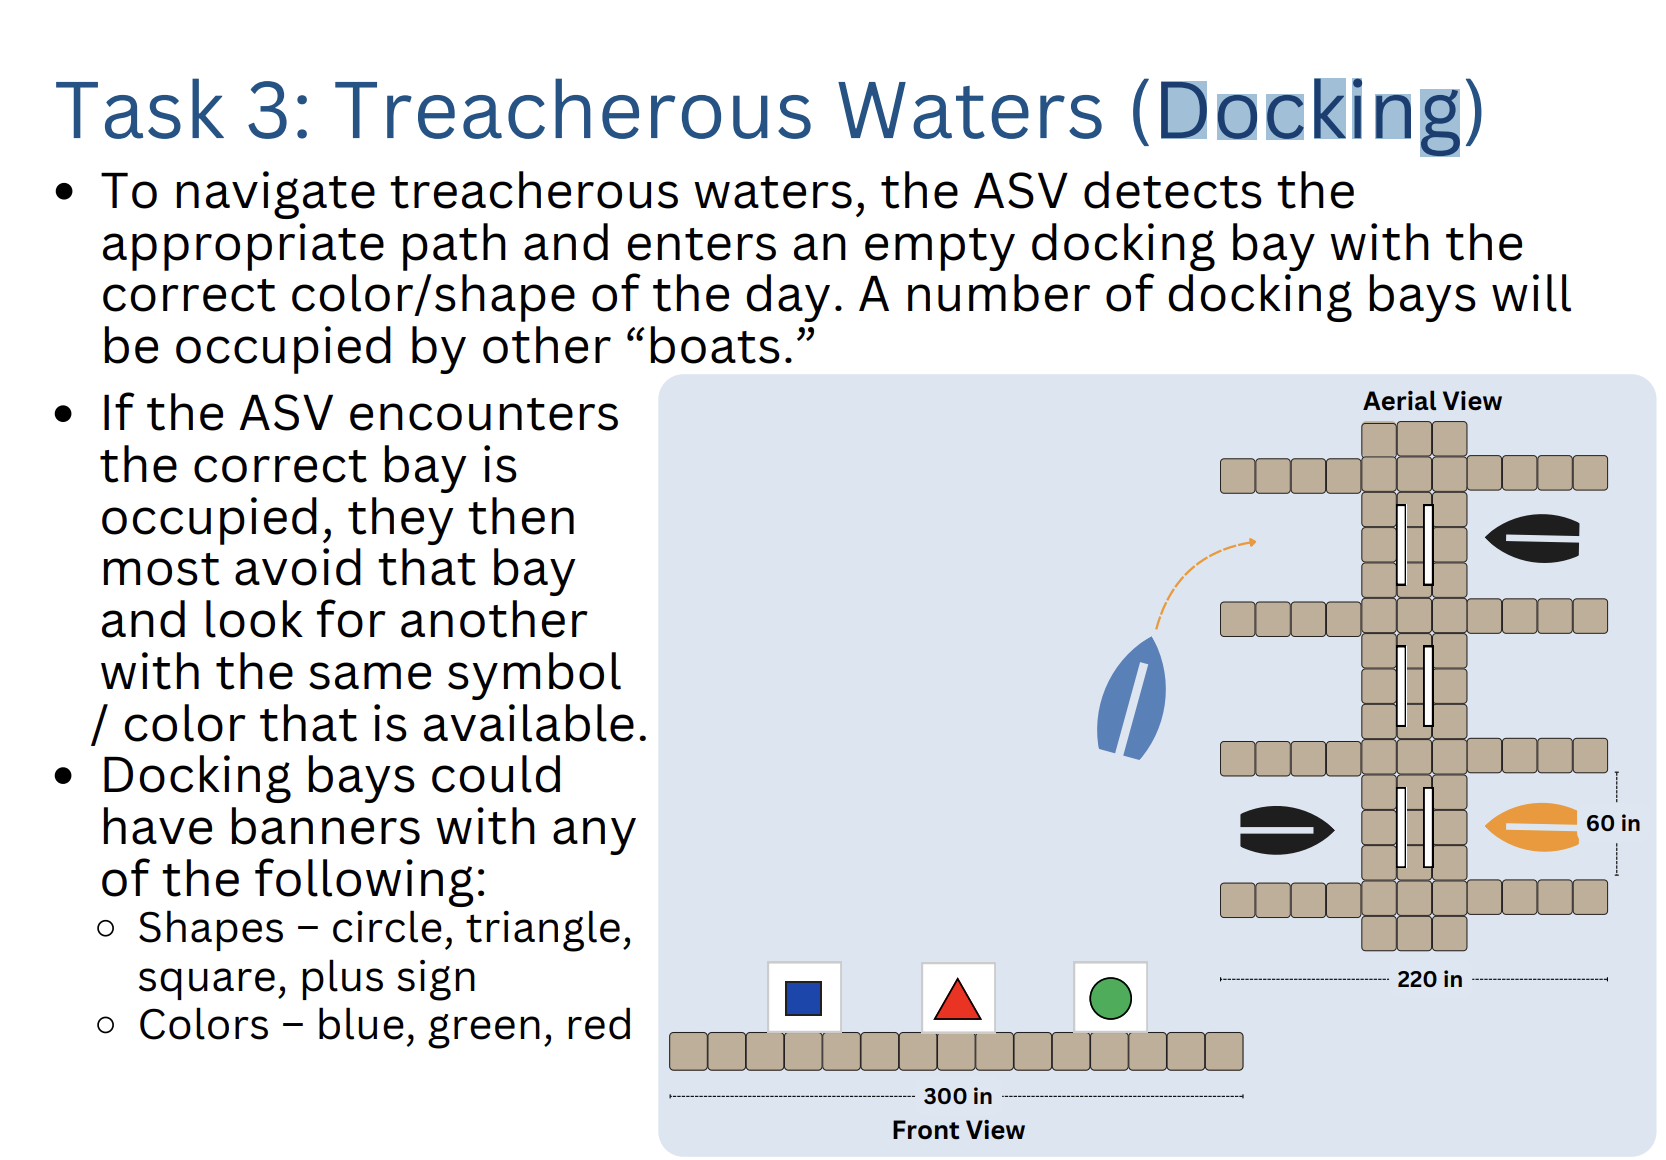 Task 3: Treacherous Waters (Docking)
• To navigate treacherous waters, the ASV detects the
appropriate path and enters an empty docking bay with the
correct color/shape of the day. A number of docking bays will
be occupied by other “boats.”
• If the ASV encounters
the correct bay is
occupied, they then
most avoid that bay
and look for another
with the same symbol
/ color that is available.
• Docking bays could
have banners with any
of the following:
○ Shapes – circle, triangle,
square, plus sign
○ Colors – blue, green, red
Aerial View
60 in
220 in
300 in
Front View